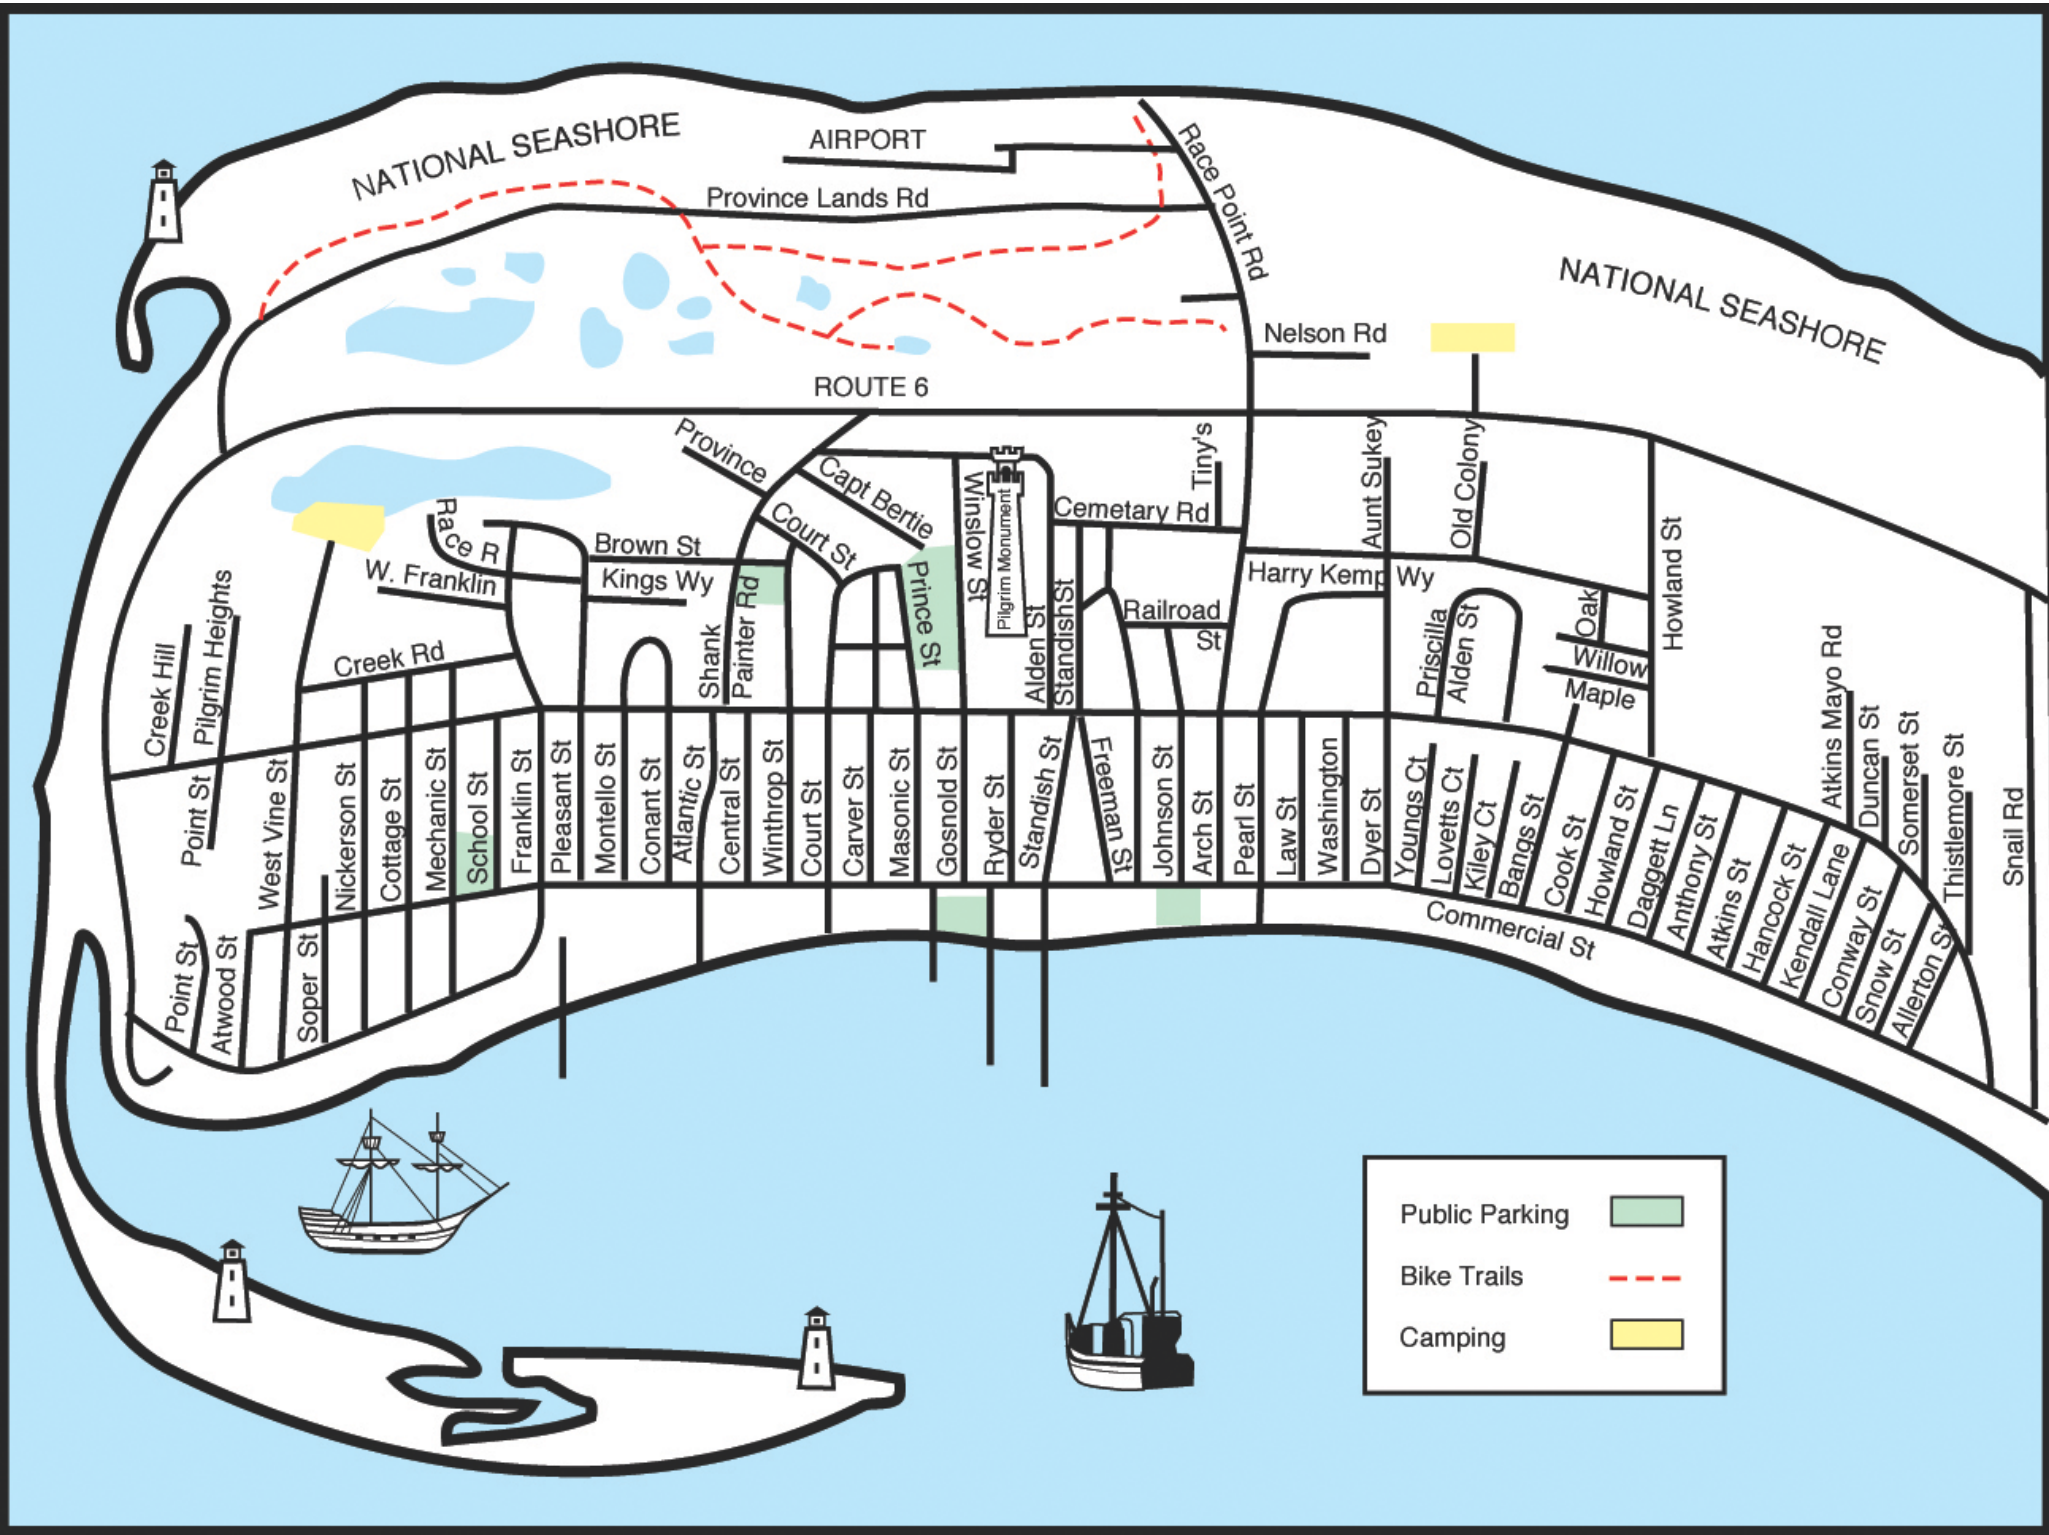 NATIONAL SEASHORE
AIRPORT
Race Point Rd
Province Lands Rd
NATIONAL SEASHORE
Nelson Rd
ROUTE 6
Province
Capt Bertie
Court St
Winslow St
Pilgrim Monument
Tiny's
Cemetary Rd
Aunt Sukey
Old Colony
Race R
W. Franklin
Brown St
Kings Wy
Shank
Painter Rd
Prince St
Alden St
Standish St
Railroad
St
Harry Kemp Wy
Priscilla
Alden St
Oak
Willow
Maple
Howland St
Creek Rd
Creek Hill
Pilgrim Heights
Point St
West Vine St
Nickerson St
Cottage St
Mechanic St
School St
Franklin St
Pleasant St
Montello St
Conant St
Atlantic St
Central St
Winthrop St
Court St
Carver St
Masonic St
Gosnold St
Ryder St
Standish St
Freeman St
Johnson St
Arch St
Pearl St
Law St
Washington
Dyer St
Youngs Ct
Lovetts Ct
Kiley Ct
Bangs St
Cook St
Howland St
Daggett Ln
Anthony St
Atkins St
Hancock St
Kendall Lane
Conway St
Snow St
Allerton St
Atkins Mayo Rd
Duncan St
Somerset St
Thistlemore St
Snail Rd
Point St
Atwood St
Soper St
Commercial St
Public Parking
Bike Trails
Camping